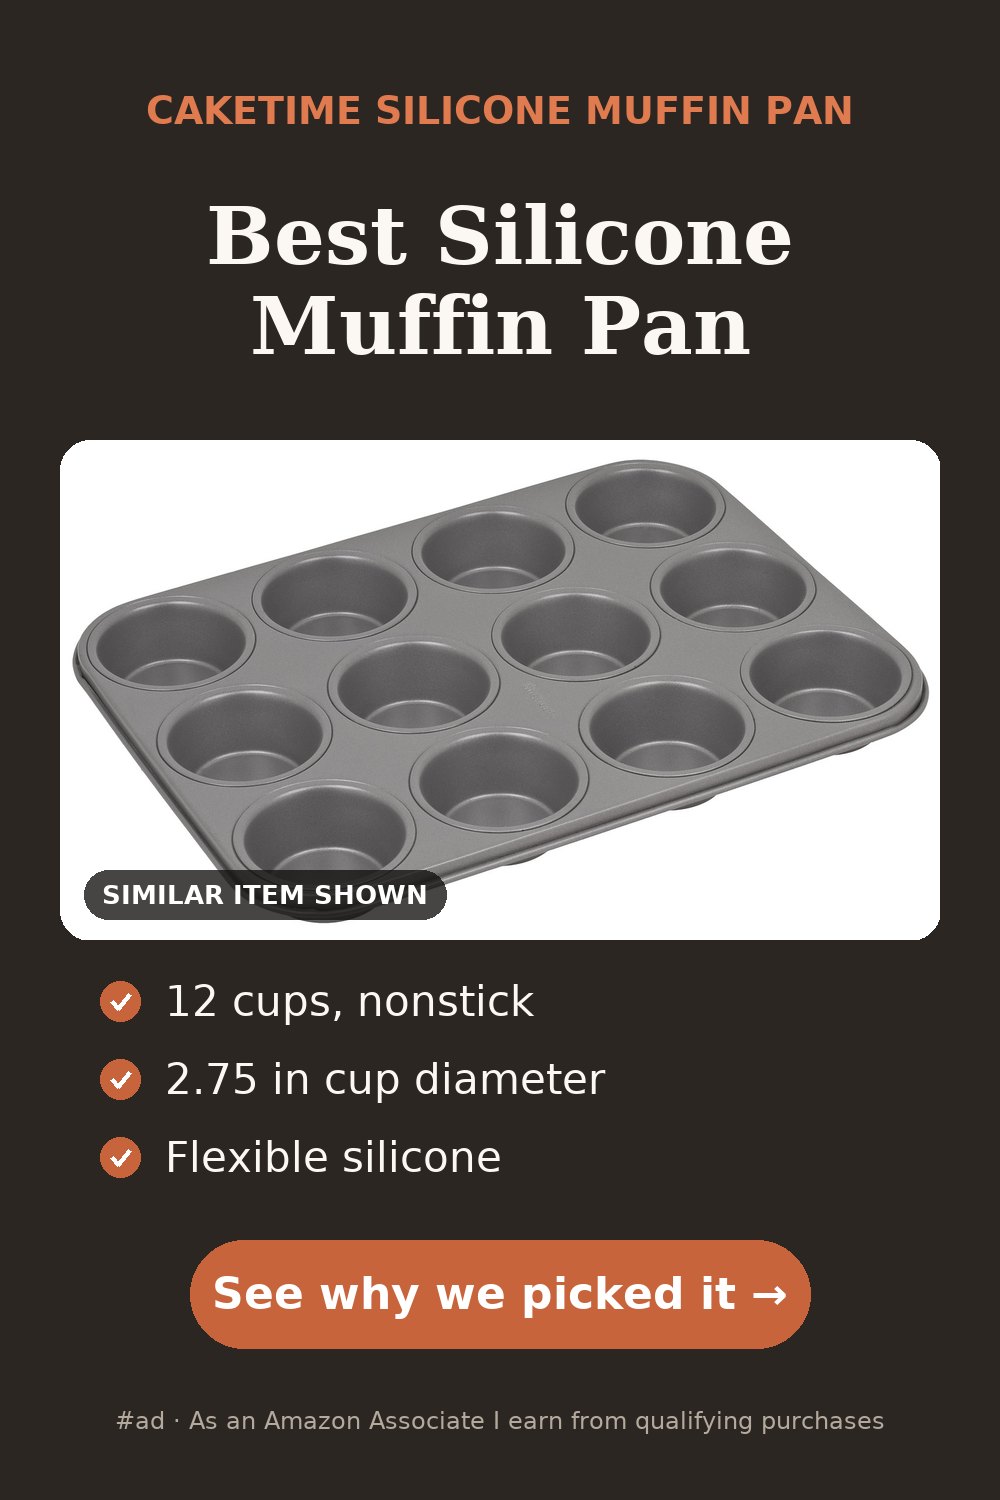 CAKETIME SILICONE MUFFIN PAN
Best Silicone
Muffin Pan
SIMILAR ITEM SHOWN
12 cups, nonstick
2.75 in cup diameter
Flexible silicone
See why we picked it →
#ad · As an Amazon Associate I earn from qualifying purchases